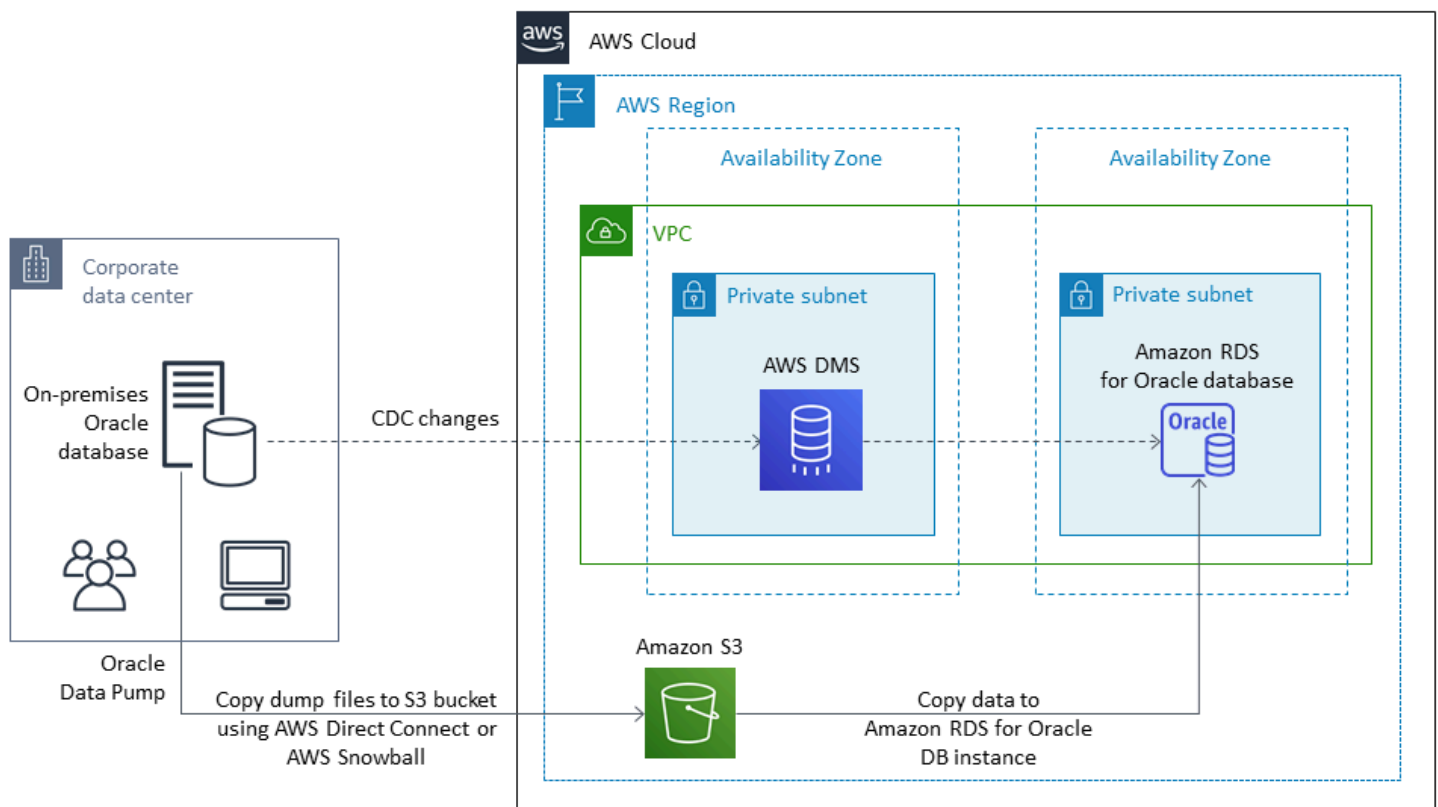 aws
AWS Cloud
AWS Region
Availability Zone
Availability Zone
VPC
Corporate
data center
Private subnet
Private subnet
On-premises
Oracle
database
CDC changes
AWS DMS
Amazon RDS
for Oracle database
Oracle
Oracle
Data Pump
Copy dump files to S3 bucket
using AWS Direct Connect or
AWS Snowball
Amazon S3
Copy data to
Amazon RDS for Oracle
DB instance